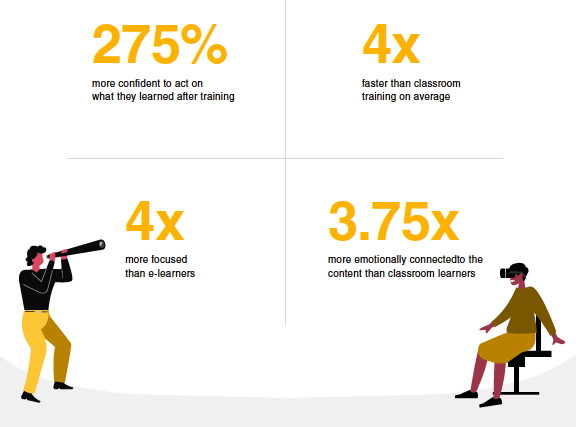 275%
more confident to act on
what they learned after training
4x
faster than classroom
training on average
4x
more focused
than e-learners
3.75x
more emotionally connectedto the
content than classroom learners